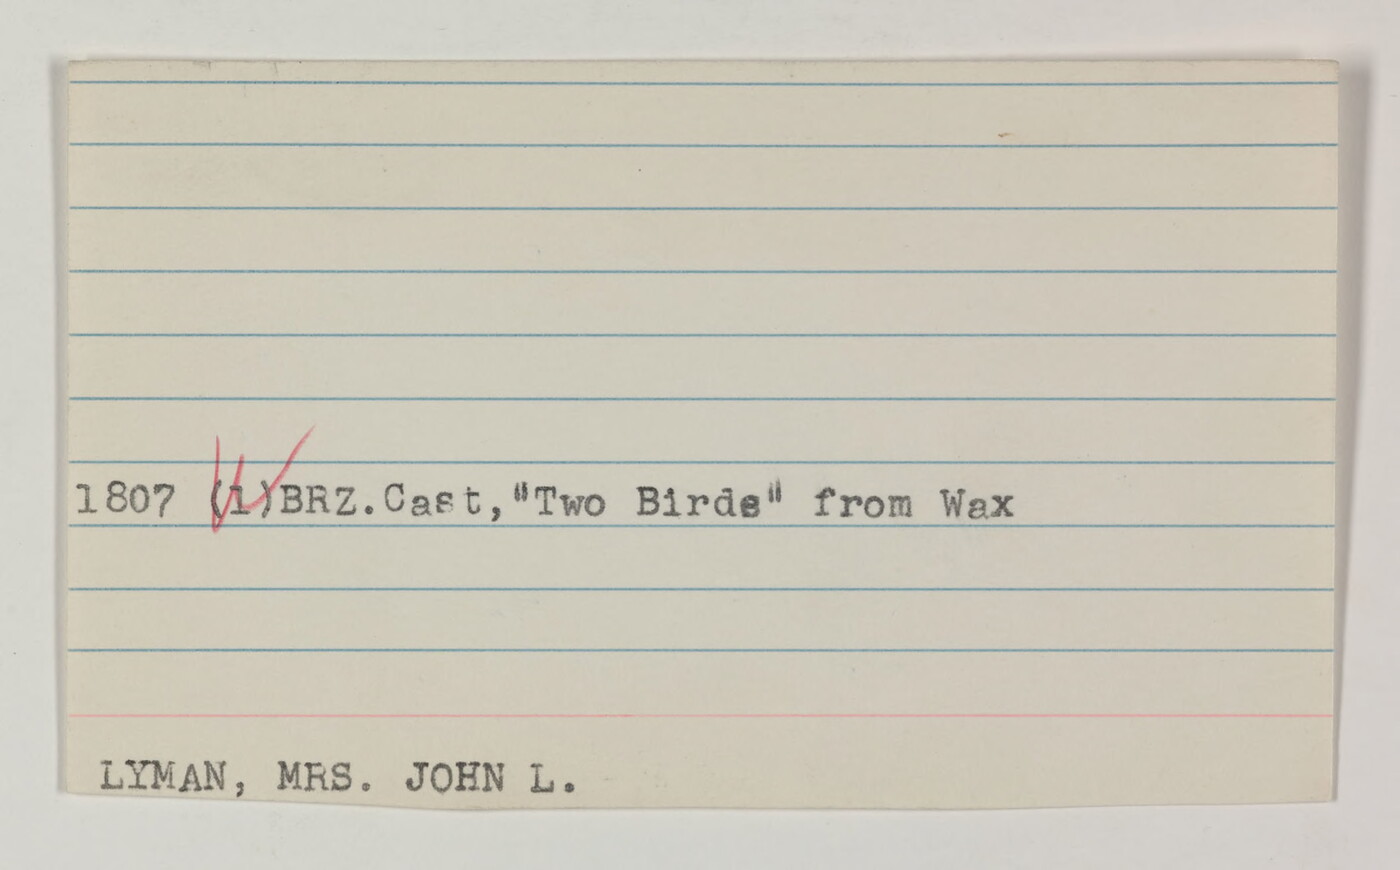 1807 (1)BRZ.Cast,"Two Birds" from Wax
LYMAN, MRS. JOHN L.